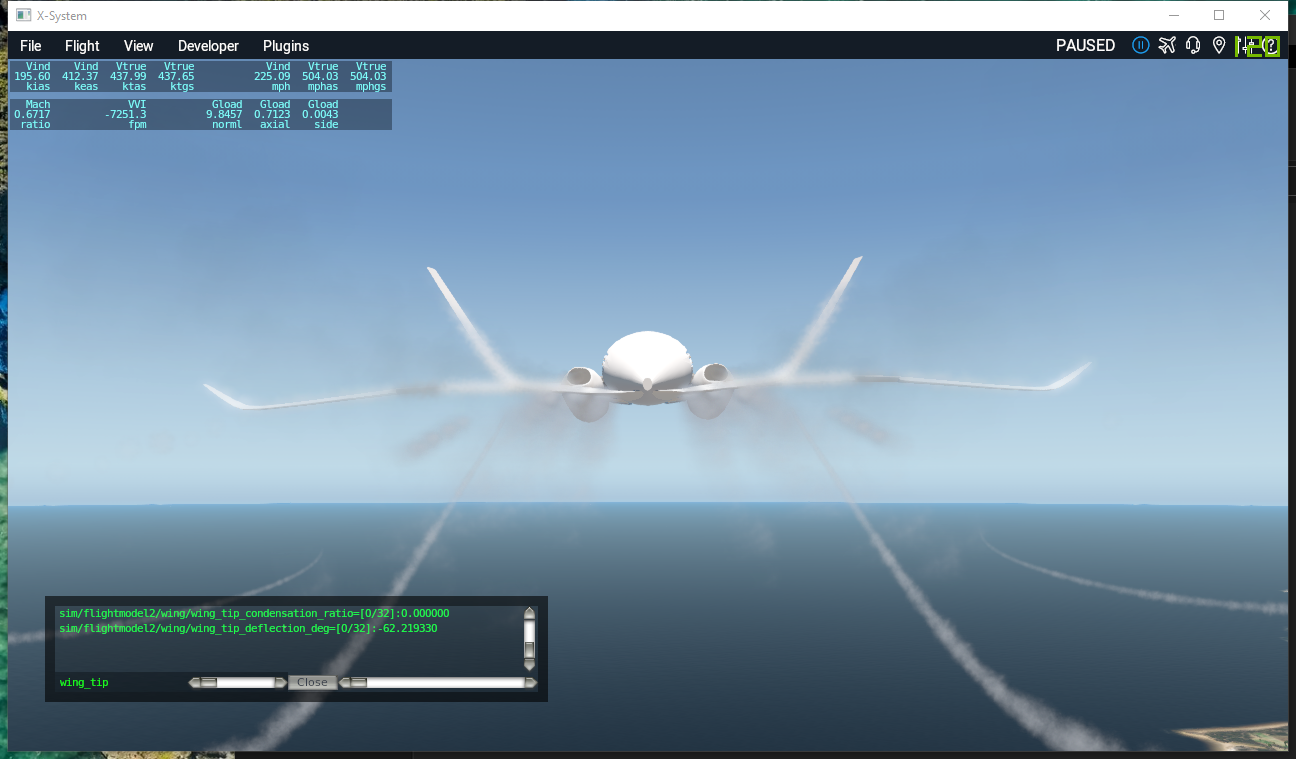 X-System
File Flight View Developer Plugins PAUSED 120
Vind Vind Vtrue Vtrue Vind Vtrue Vtrue
195.60 412.37 437.99 437.65 225.09 504.03 504.03
kias keas ktas ktgs mph mphas mphgs
Mach VVI Gload Gload Gload
0.6717 -7251.3 9.8457 0.7123 0.0043
ratio fpm norml axial side
sim/flightmodel2/wing/wing_tip_condensation_ratio=[0/32]:0.000000
sim/flightmodel2/wing/wing_tip_deflection_deg=[0/32]:-62.219330
wing_tip Close